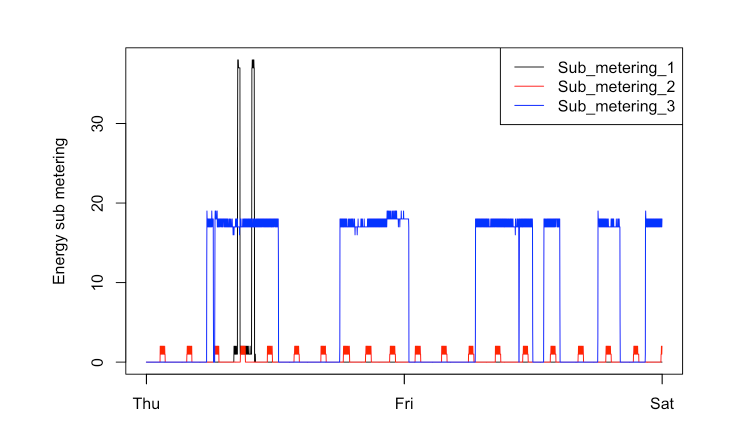 Sub_metering_1
Sub_metering_2
Sub_metering_3
Energy sub metering
30
20
10
0
Thu Fri Sat